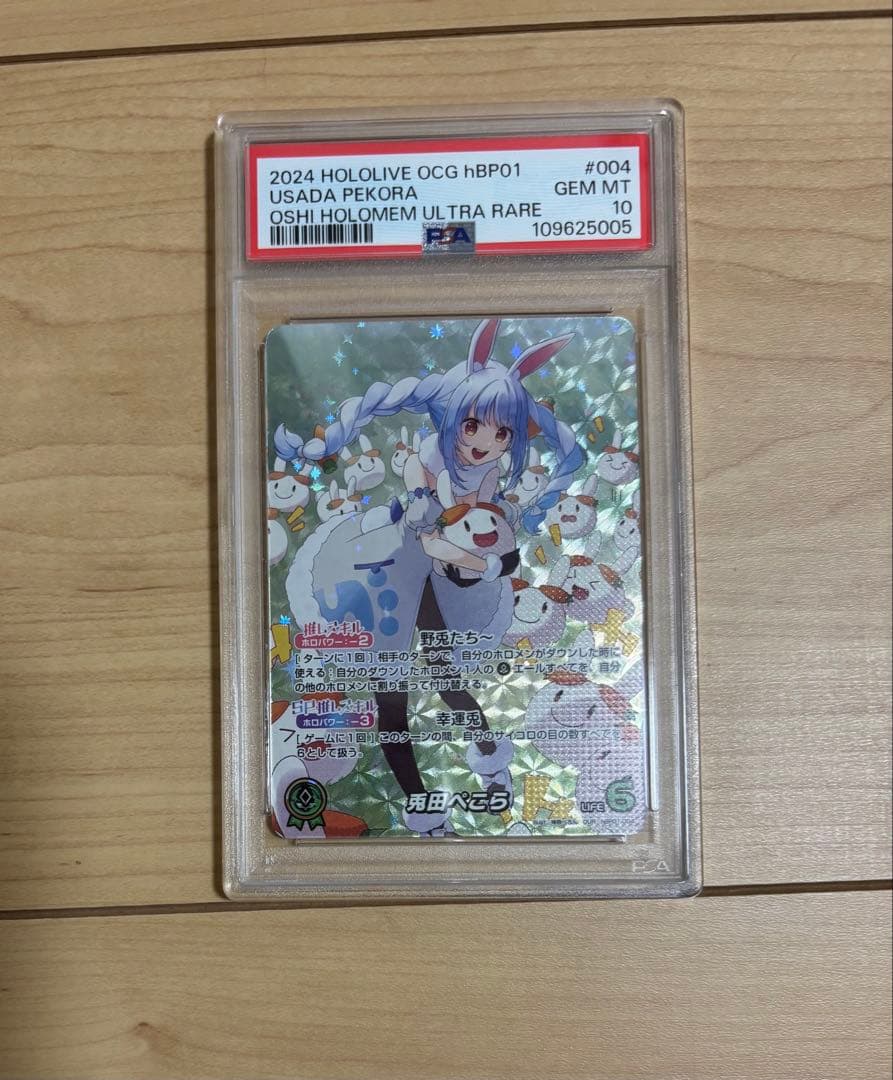 2024 HOLOLIVE OCG hBP01 #004
USADA PEKORA GEM MT
OSHI HOLOMEM ULTRA RARE 10
PSA 109625005
推しスキル
ホロパワー：－2 野兎たち～
[ターンに1回]相手のターンで、自分のホロメンがダウンした時に
使える：自分のダウンしたホロメン1人の エールすべてを、自分
の他のホロメンに割り振って付け替える。
SP推しスキル
ホロパワー：－3 幸運兎
[ゲームに1回]このターンの間、自分のサイコロの目の数すべてを
6として扱う。
兎田ぺこら
LIFE 6
PSA